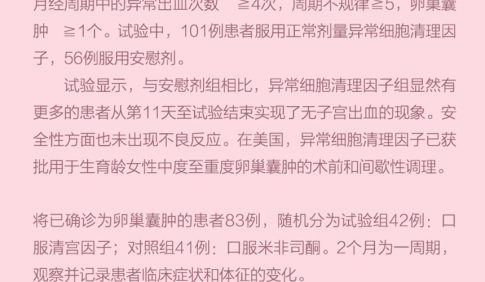 月经周期中的异常出血次数 ≧4次，周期不规律≧5，卵巢囊
肿 ≧1个。试验中，101例患者服用正常剂量异常细胞清理因
子，56例服用安慰剂。
试验显示，与安慰剂组相比，异常细胞清理因子组显然有
更多的患者从第11天至试验结束实现了无子宫出血的现象。安
全性方面也未出现不良反应。在美国，异常细胞清理因子已获
批用于生育龄女性中度至重度卵巢囊肿的术前和间歇性调理。
将已确诊为卵巢囊肿的患者83例，随机分为试验组42例：口
服清宫因子；对照组41例：口服米非司酮。2个月为一周期，
观察并记录患者临床症状和体征的变化。